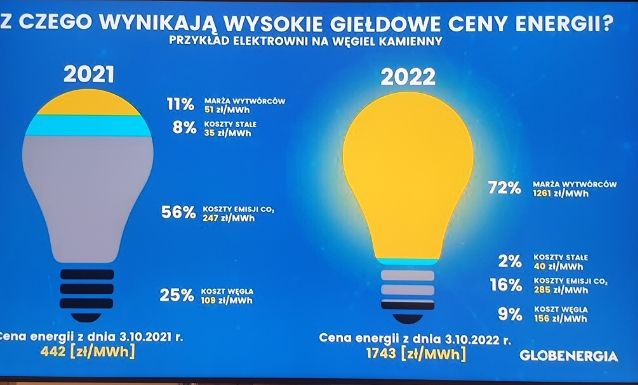 Z CZEGO WYNIKAJĄ WYSOKIE GIEŁDOWE CENY ENERGII?
PRZYKŁAD ELEKTROWNI NA WĘGIEL KAMIENNY
2021
11% MARŻA WYTWÓRCÓW
51 zł/MWh
8% KOSZTY STAŁE
35 zł/MWh
56% KOSZTY EMISJI CO₂
247 zł/MWh
25% KOSZT WĘGLA
109 zł/MWh
Cena energii z dnia 3.10.2021 r.
442 [zł/MWh]
2022
72% MARŻA WYTWÓRCÓW
1261 zł/MWh
2% KOSZTY STAŁE
40 zł/MWh
16% KOSZTY EMISJI CO₂
285 zł/MWh
9% KOSZT WĘGLA
156 zł/MWh
Cena energii z dnia 3.10.2022 r.
1743 [zł/MWh]
GLOBENERGIA